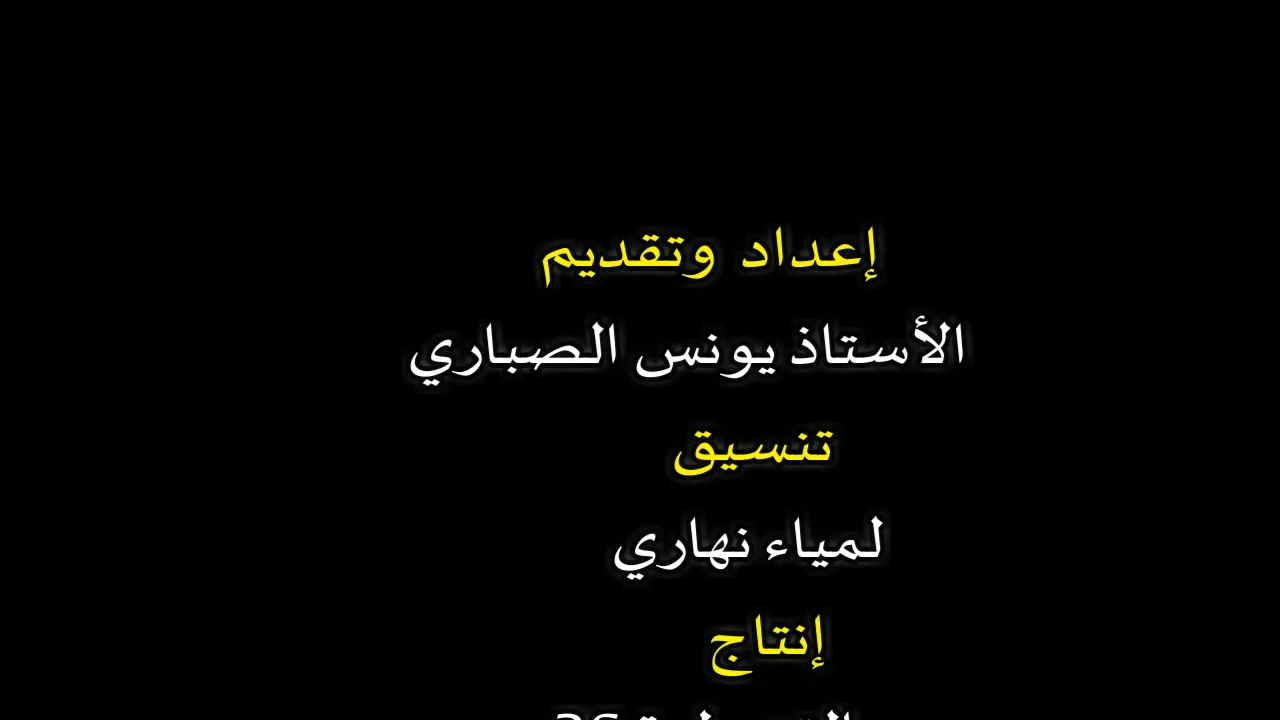 إعداد وتقديم
الأستاذ يونس الصباري
تنسيق
لمياء نهاري
إنتاج